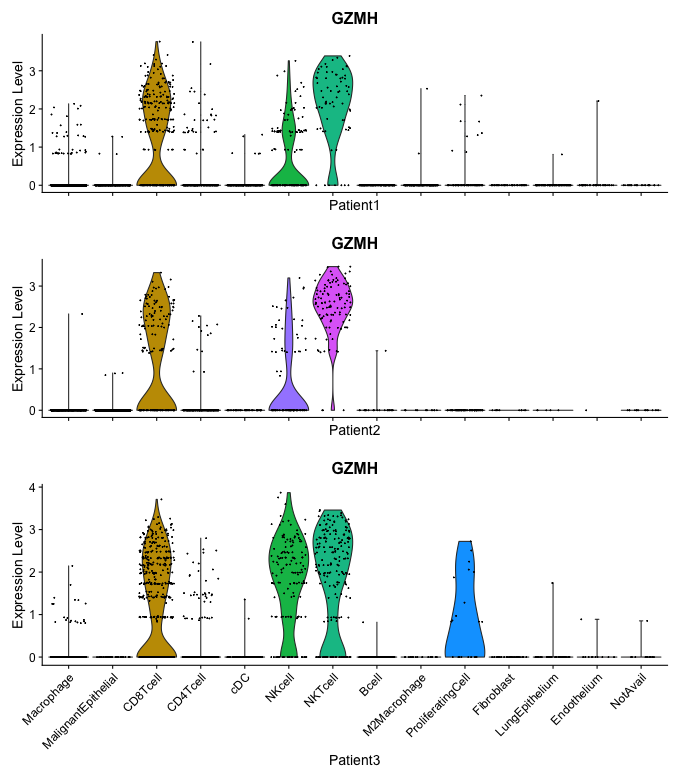 GZMH
Expression Level
3
2
1
0
Patient1
GZMH
Expression Level
3
2
1
0
Patient2
GZMH
Expression Level
4
3
2
1
0
Macrophage
MalignantEpithelial
CD8Tcell
CD4Tcell
cDC
NKcell
NKTcell
Bcell
M2Macrophage
ProliferatingCell
Fibroblast
LungEpithelium
Endothelium
NotAvail
Patient3